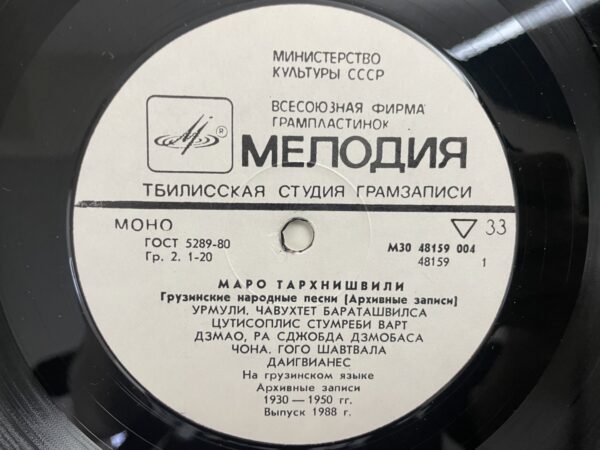 МИНИСТЕРСТВО
КУЛЬТУРЫ СССР
ВСЕСОЮЗНАЯ ФИРМА
ГРАМПЛАСТИНОК
®
МЕЛОДИЯ
ТБИЛИССКАЯ СТУДИЯ ГРАМЗАПИСИ
МОНО
33
ГОСТ 5289-80
М30 48159 004
Гр. 2. 1-20
48159 1
МАРО ТАРХНИШВИЛИ
Грузинские народные песни (Архивные записи)
УРМУЛИ, ЧАВУХТЕТ БАРАТАШВИЛСА
ЦУТИСОПЛИС СТУМРЕБИ ВАРТ
ДЗМАО, РА СДЖОБДА ДЗМОБАСА
ЧОНА. ГОГО ШАВТВАЛА
ДАИГВИАНЕС
На грузинском языке
Архивные записи
1930 — 1950 гг.
Выпуск 1988 г.